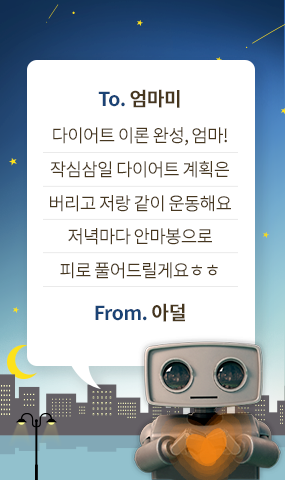 To. 엄마미
다이어트 이론 완성, 엄마!
작심삼일 다이어트 계획은
버리고 저랑 같이 운동해요
저녁마다 안마봉으로
피로 풀어드릴게요ㅎㅎ
From. 아덜